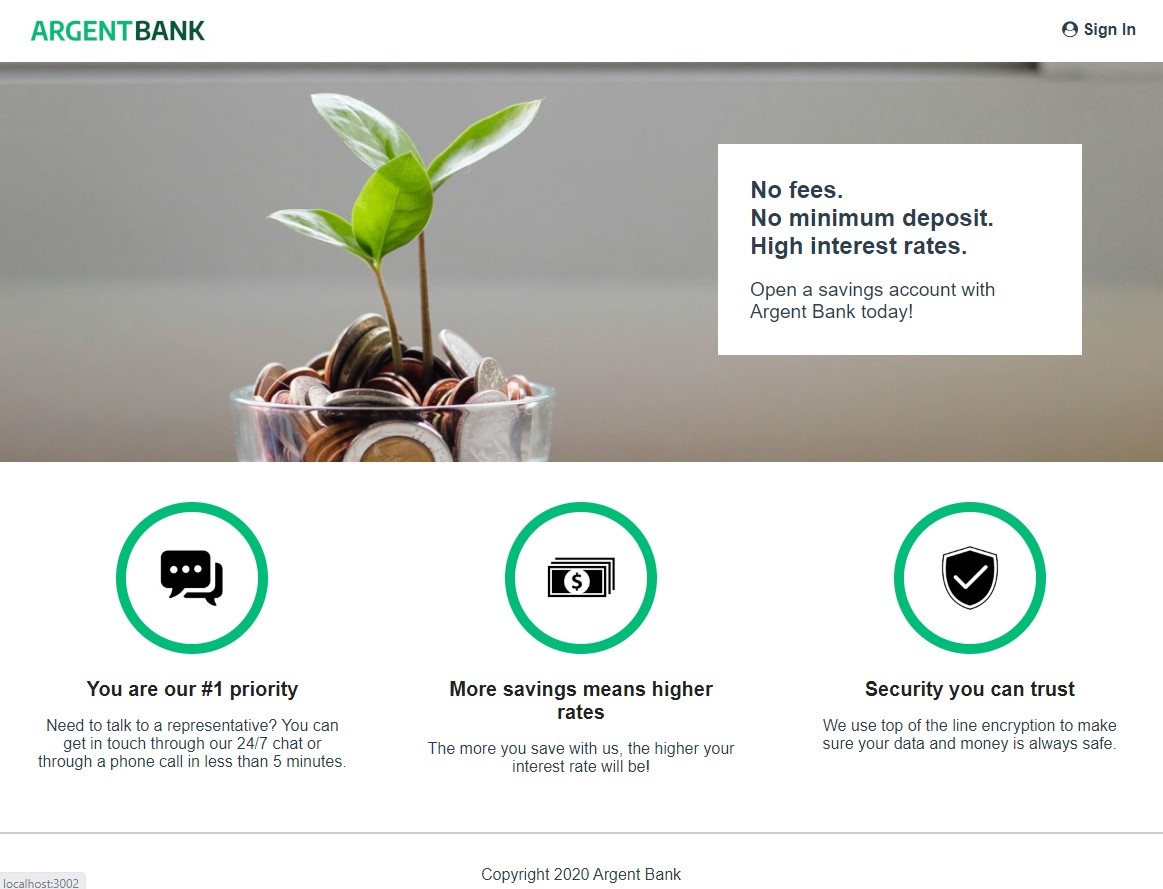 ARGENTBANK
Sign In
No fees.
No minimum deposit.
High interest rates.
Open a savings account with
Argent Bank today!
$
You are our #1 priority
Need to talk to a representative? You can
get in touch through our 24/7 chat or
through a phone call in less than 5 minutes.
More savings means higher
rates
The more you save with us, the higher your
interest rate will be!
Security you can trust
We use top of the line encryption to make
sure your data and money is always safe.
Copyright 2020 Argent Bank
localhost:3002